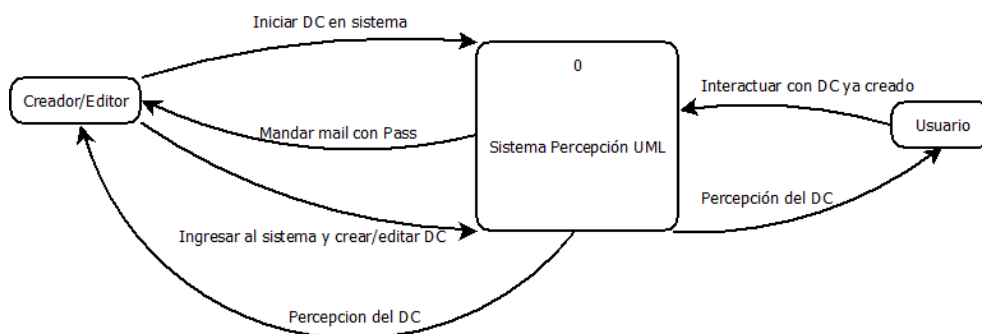 Iniciar DC en sistema
0
Interactuar con DC ya creado
Creador/Editor
Usuario
Mandar mail con Pass
Sistema Percepción UML
Percepción del DC
Ingresar al sistema y crear/editar DC
Percepcion del DC